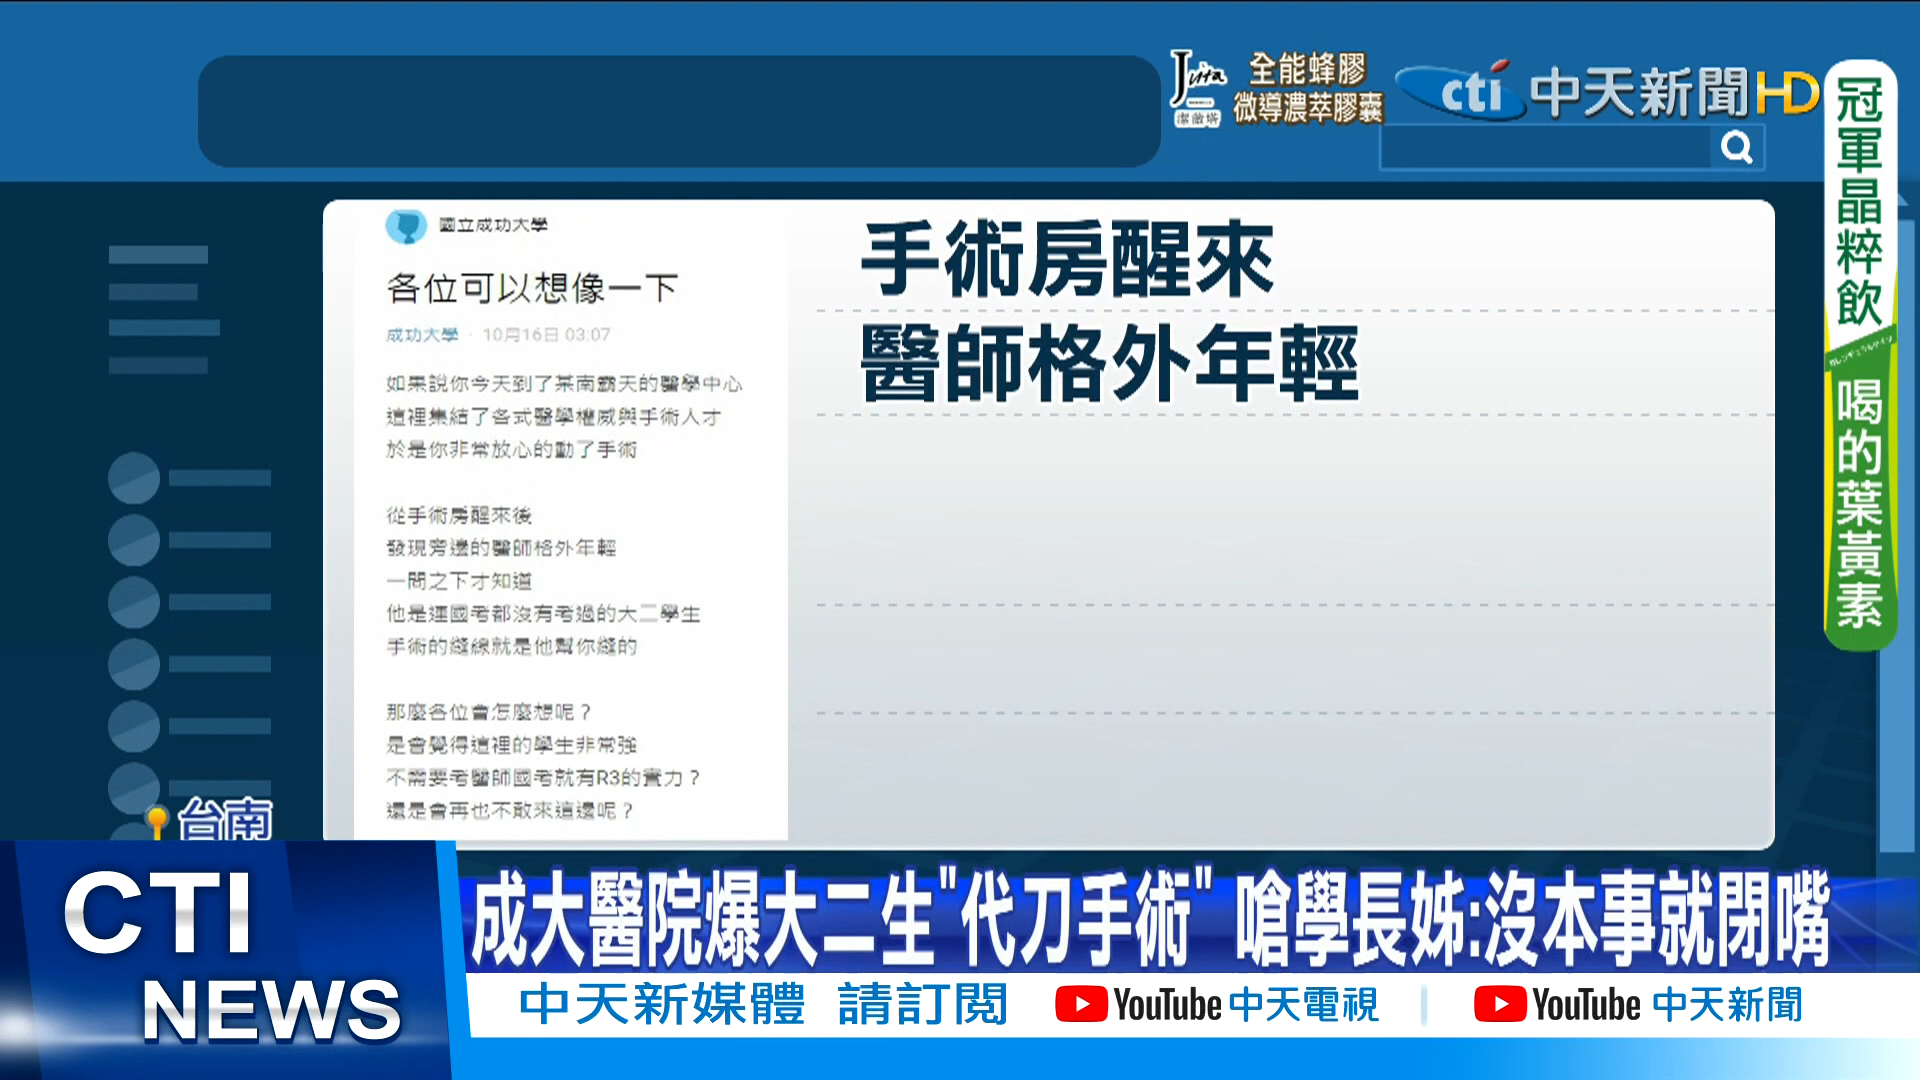 Jvita
潔維塔
全能蜂膠
微導濃萃膠囊
cti 中天新聞HD
冠軍晶粹飲
喝的葉黃素
國立成功大學
各位可以想像一下
成功大學 · 10月16日 03:07
如果說你今天到了某南霸天的醫學中心
這裡集結了各式醫學權威與手術人才
於是你非常放心的動了手術
從手術房醒來後
發現旁邊的醫師格外年輕
一問之下才知道
他是連國考都沒有考過的大二學生
手術的縫線就是他幫你縫的
那麼各位會怎麼想呢？
是會覺得這裡的學生非常強
不需要考醫師國考就有R3的實力？
還是會再也不敢來這邊呢？
手術房醒來
醫師格外年輕
台南
CTI
NEWS
成大醫院爆大二生"代刀手術" 嗆學長姊:沒本事就閉嘴
中天新媒體 請訂閱 YouTube 中天電視 | YouTube 中天新聞